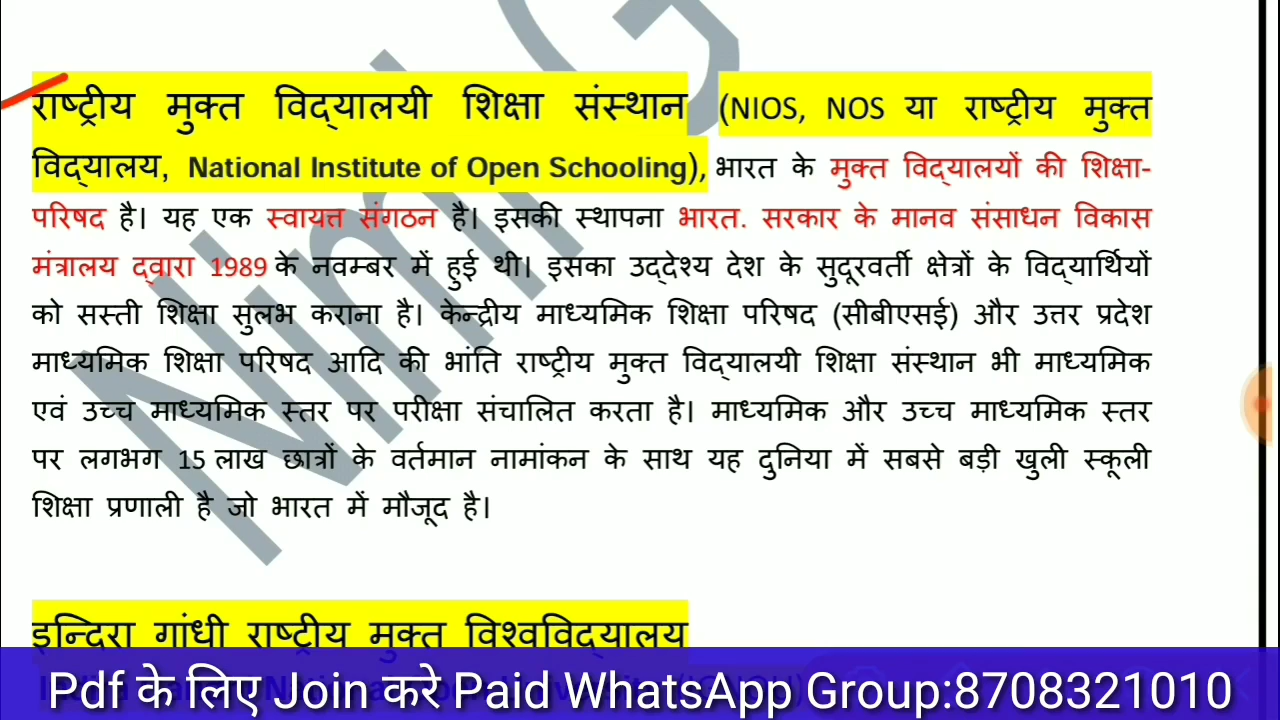 राष्ट्रीय मुक्त विद्यालयी शिक्षा संस्थान (NIOS, NOS या राष्ट्रीय मुक्त
विद्यालय, National Institute of Open Schooling), भारत के मुक्त विद्यालयों की शिक्षा-
परिषद है। यह एक स्वायत्त संगठन है। इसकी स्थापना भारत. सरकार के मानव संसाधन विकास
मंत्रालय द्वारा 1989 के नवम्बर में हुई थी। इसका उद्देश्य देश के सुदूरवर्ती क्षेत्रों के विद्यार्थियों
को सस्ती शिक्षा सुलभ कराना है। केन्द्रीय माध्यमिक शिक्षा परिषद (सीबीएसई) और उत्तर प्रदेश
माध्यमिक शिक्षा परिषद आदि की भांति राष्ट्रीय मुक्त विद्यालयी शिक्षा संस्थान भी माध्यमिक
एवं उच्च माध्यमिक स्तर पर परीक्षा संचालित करता है। माध्यमिक और उच्च माध्यमिक स्तर
पर लगभग 15 लाख छात्रों के वर्तमान नामांकन के साथ यह दुनिया में सबसे बड़ी खुली स्कूली
शिक्षा प्रणाली है जो भारत में मौजूद है।
इन्दिरा गांधी राष्ट्रीय मुक्त विश्वविद्यालय
Pdf के लिए Join करे Paid WhatsApp Group:8708321010